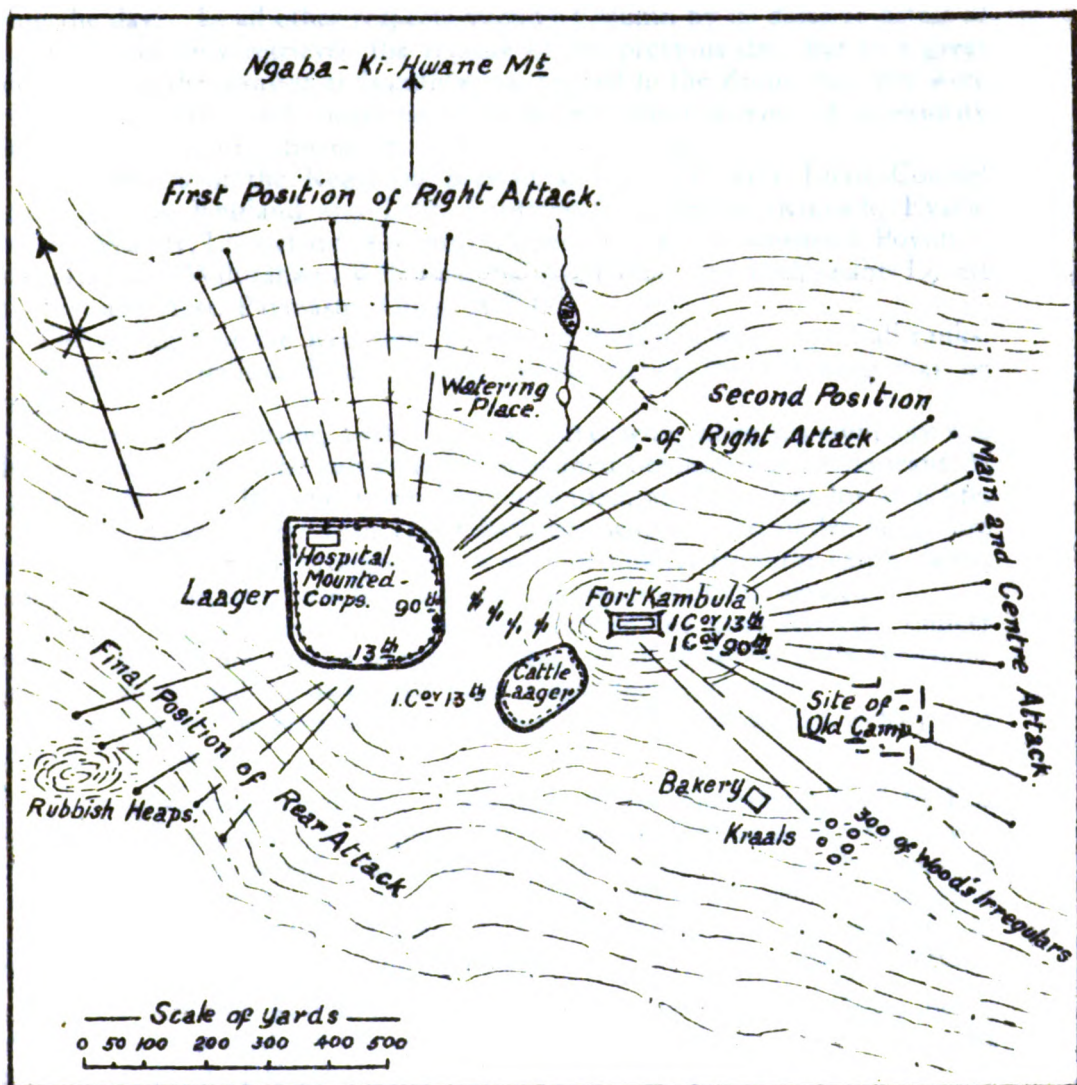 Ngaba-Ki-Hwane Mt
First Position of Right Attack.
Watering
-Place.
Second Position
-of Right Attack
Main and Centre Attack.
Hospital.
Mounted-
Corps.
90th
13th
Laager
Fort Kambula
1 Coy 13th
1 Coy 90th
Cattle
Laager
1.Coy 13th
Site of
Old Camp
Final Position of Rear Attack
Rubbish Heaps.
Bakery
Kraals
300 of Wood's Irregulars
Scale of yards
0 50 100 200 300 400 500